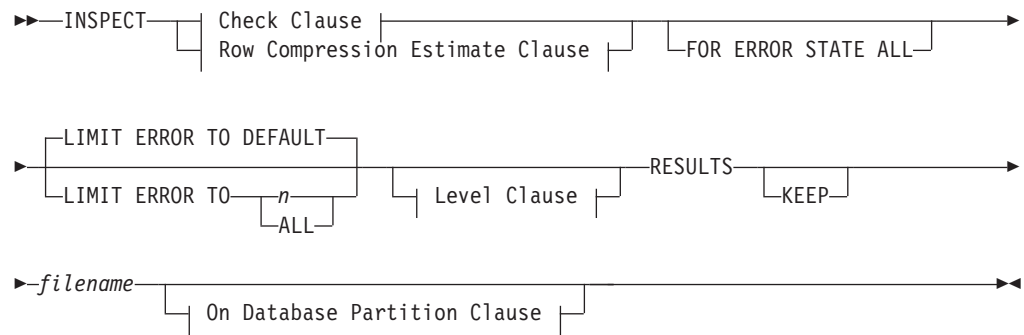 INSPECT Check Clause
Row Compression Estimate Clause FOR ERROR STATE ALL
LIMIT ERROR TO DEFAULT
LIMIT ERROR TO n
ALL
Level Clause
RESULTS
KEEP
filename
On Database Partition Clause